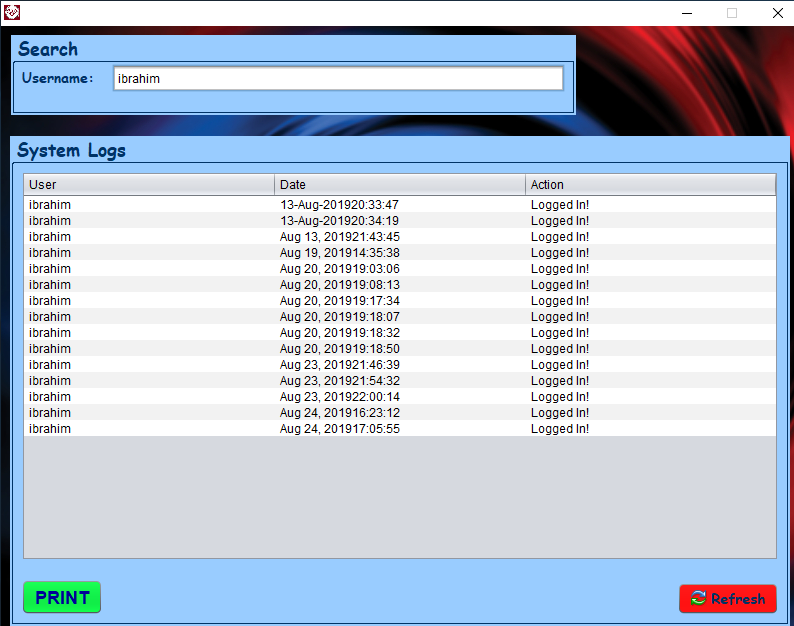 Search
Username: ibrahim
System Logs
User Date Action
ibrahim 13-Aug-201920:33:47 Logged In!
ibrahim 13-Aug-201920:34:19 Logged In!
ibrahim Aug 13, 201921:43:45 Logged In!
ibrahim Aug 19, 201914:35:38 Logged In!
ibrahim Aug 20, 201919:03:06 Logged In!
ibrahim Aug 20, 201919:08:13 Logged In!
ibrahim Aug 20, 201919:17:34 Logged In!
ibrahim Aug 20, 201919:18:07 Logged In!
ibrahim Aug 20, 201919:18:32 Logged In!
ibrahim Aug 20, 201919:18:50 Logged In!
ibrahim Aug 23, 201921:46:39 Logged In!
ibrahim Aug 23, 201921:54:32 Logged In!
ibrahim Aug 23, 201922:00:14 Logged In!
ibrahim Aug 24, 201916:23:12 Logged In!
ibrahim Aug 24, 201917:05:55 Logged In!
PRINT Refresh